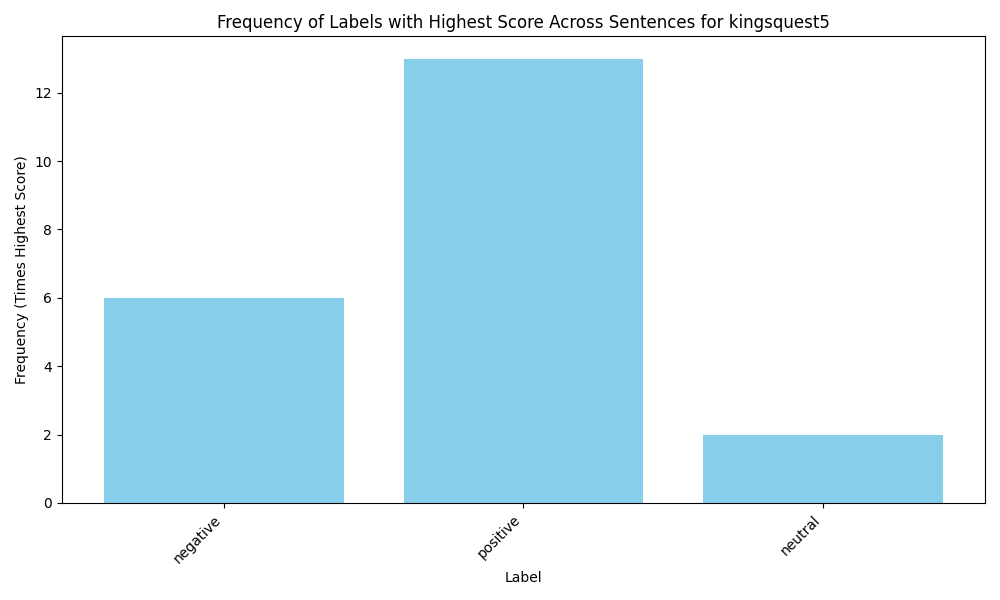 Frequency of Labels with Highest Score Across Sentences for kingsquest5
Frequency (Times Highest Score)
12
10
8
6
4
2
0
negative
positive
neutral
Label